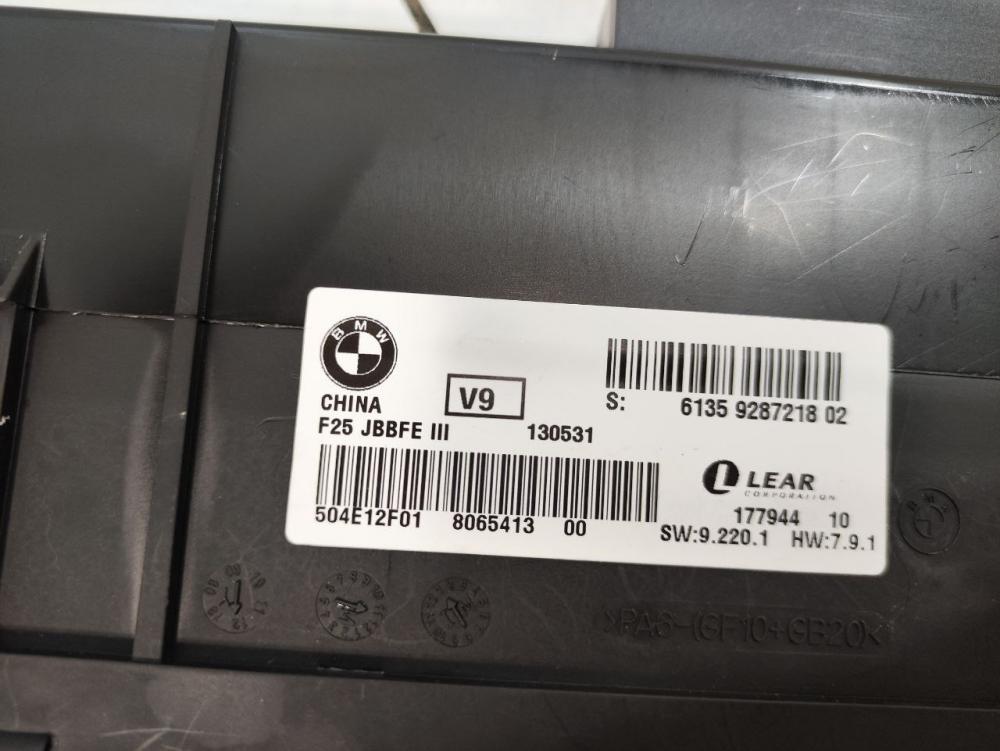 BMW
CHINA
V9
S: 6135 9287218 02
F25 JBBFE III 130531
LEAR
CORPORATION
504E12F01 8065413 00
177944 10
SW:9.220.1 HW:7.9.1
BMW
>PA6-(GF10+GB20)<